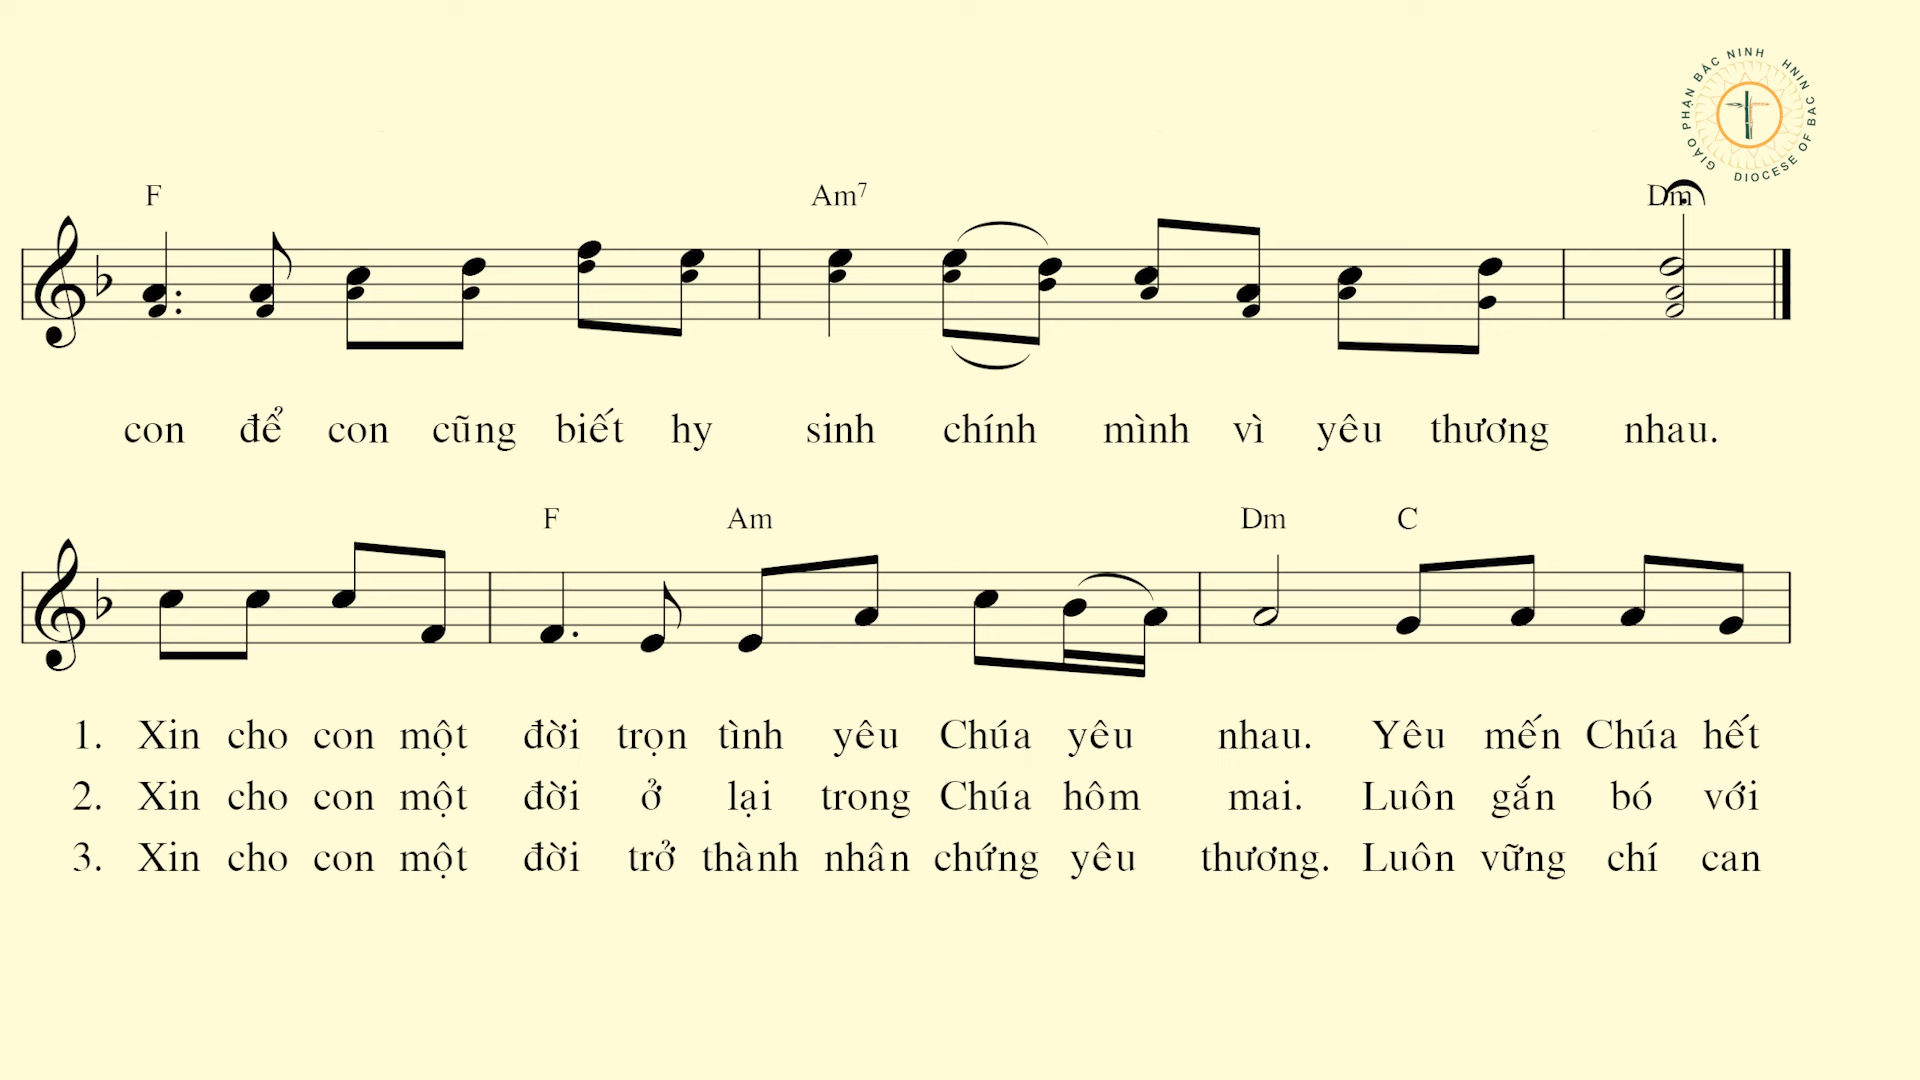 GIÁO PHẬN BẮC NINH
DIOCESE OF BAC NINH
F Am7 Dm
con để con cũng biết hy sinh chính mình vì yêu thương nhau.
F Am Dm C
1. Xin cho con một đời trọn tình yêu Chúa yêu nhau. Yêu mến Chúa hết
2. Xin cho con một đời ở lại trong Chúa hôm mai. Luôn gắn bó với
3. Xin cho con một đời trở thành nhân chứng yêu thương. Luôn vững chí can